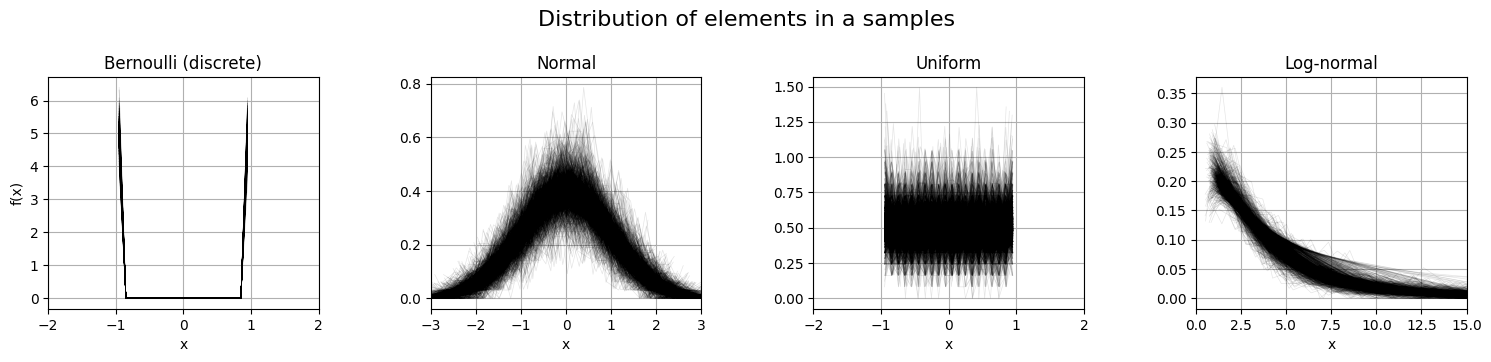 Distribution of elements in a samples
Bernoulli (discrete)
f(x)
6
5
4
3
2
1
0
−2 −1 0 1 2
x
Normal
0.8
0.6
0.4
0.2
0.0
−3 −2 −1 0 1 2 3
x
Uniform
1.50
1.25
1.00
0.75
0.50
0.25
0.00
−2 −1 0 1 2
x
Log-normal
0.35
0.30
0.25
0.20
0.15
0.10
0.05
0.00
0.0 2.5 5.0 7.5 10.0 12.5 15.0
x